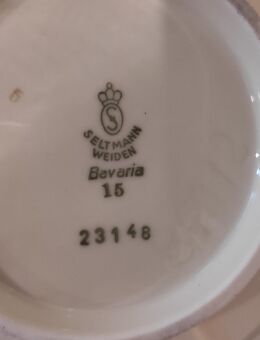 S
SELTMANN
WEIDEN
Bavaria
15
23148